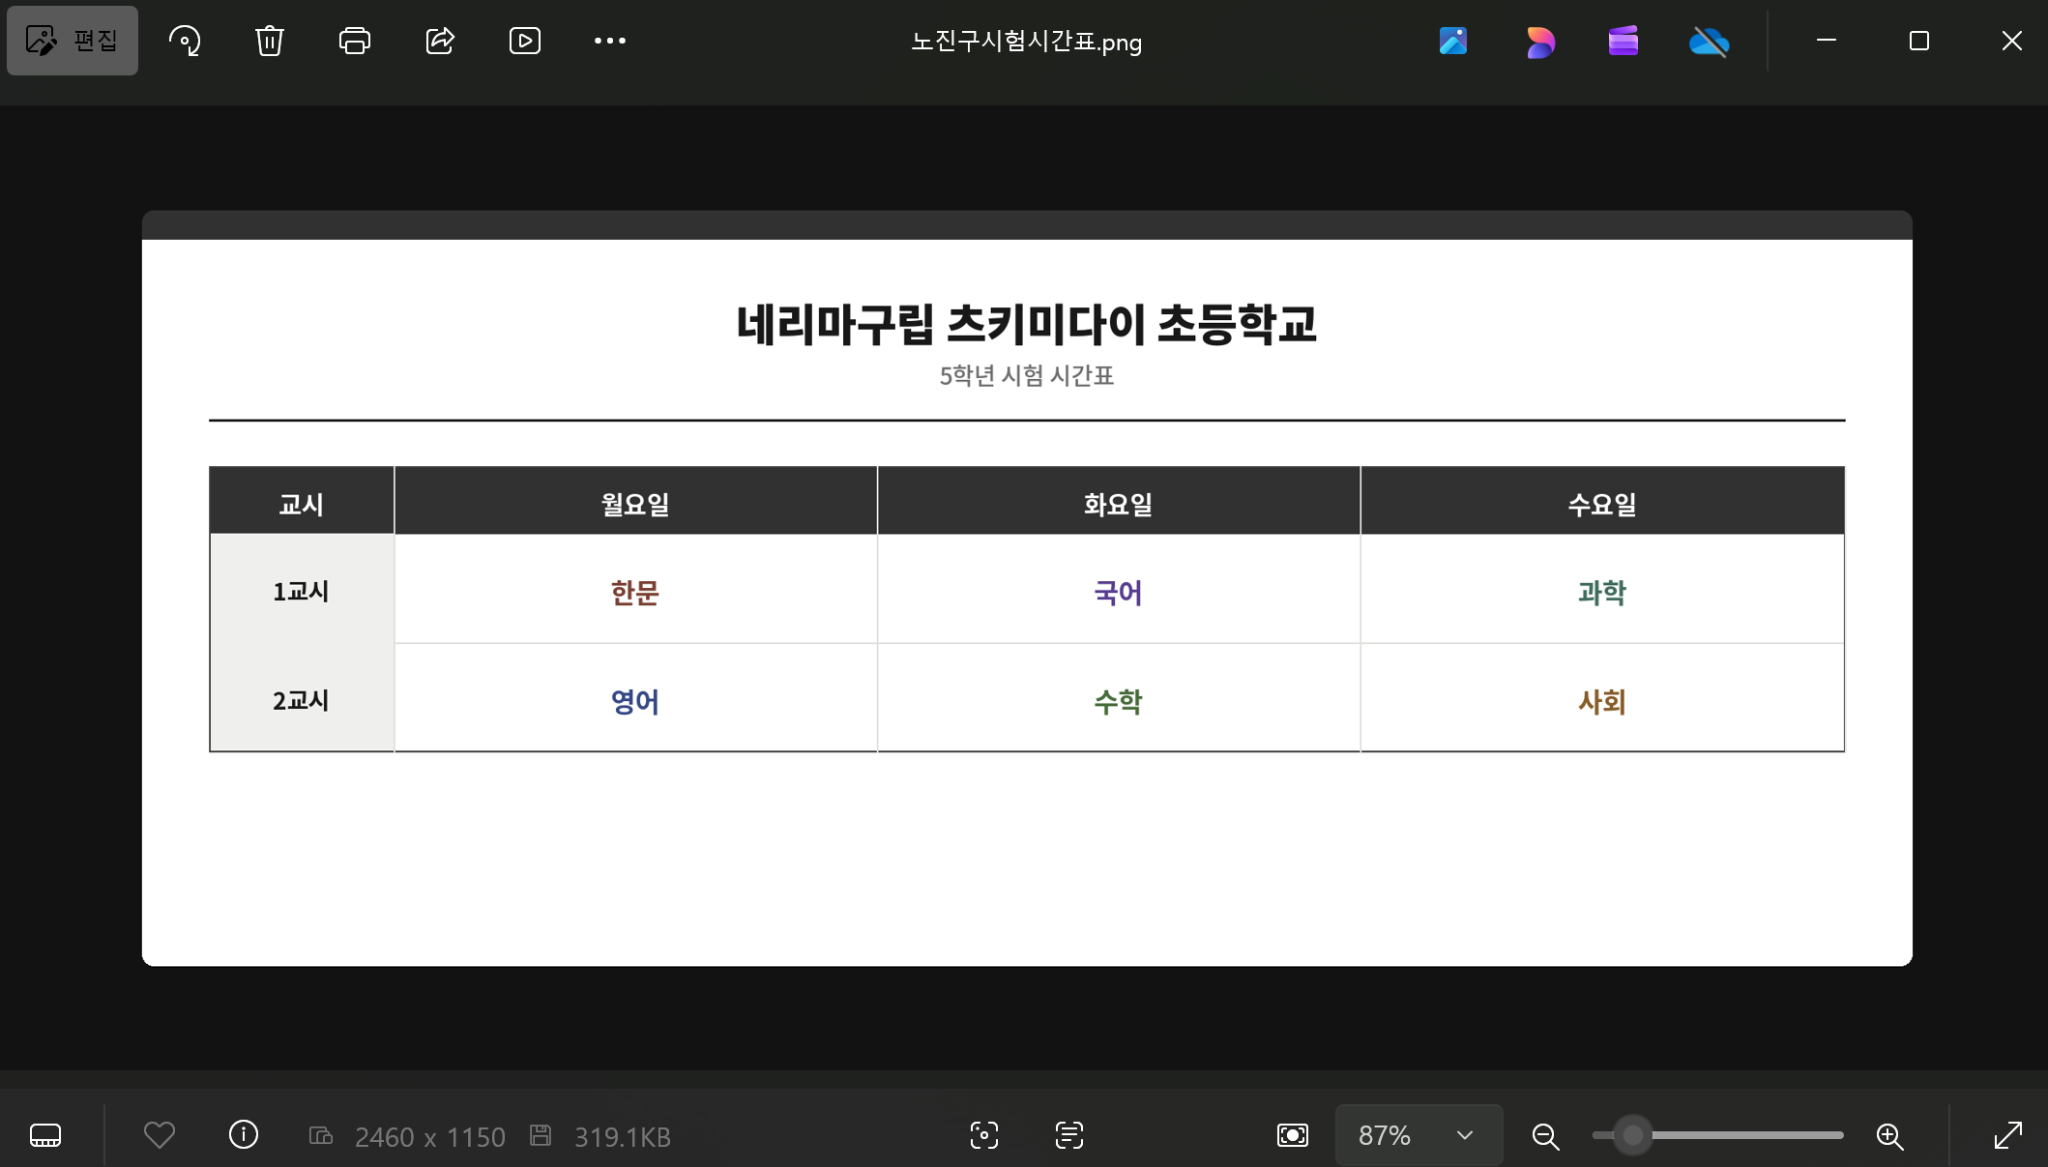 편집
노진구시험시간표.png
네리마구립 츠키미다이 초등학교
5학년 시험 시간표
교시 월요일 화요일 수요일
1교시 한문 국어 과학
2교시 영어 수학 사회
2460 x 1150 319.1KB 87%